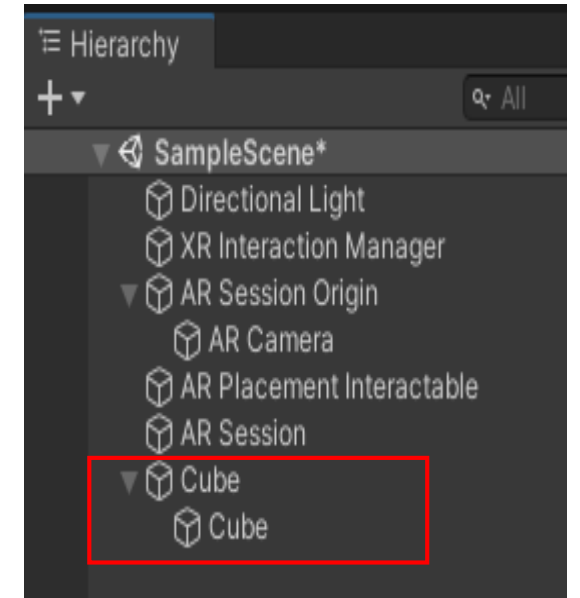 Hierarchy
All
SampleScene*
Directional Light
XR Interaction Manager
AR Session Origin
AR Camera
AR Placement Interactable
AR Session
Cube
Cube